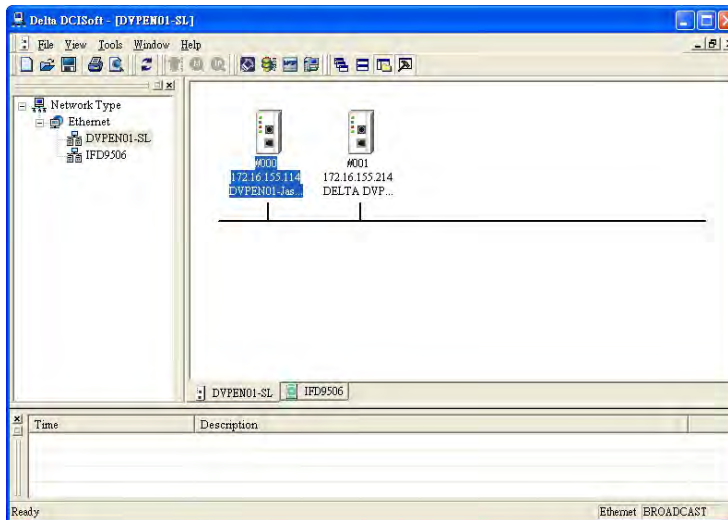 Delta DCISoft - [DVPEN01-SL]
File View Tools Window Help
Network Type
Ethernet
DVPEN01-SL
IFD9506
#000
172.16.155.114
DVPEN01-Jas...
#001
172.16.155.214
DELTA DVP...
DVPEN01-SL IFD9506
Time Description
Ready Ethernet BROADCAST